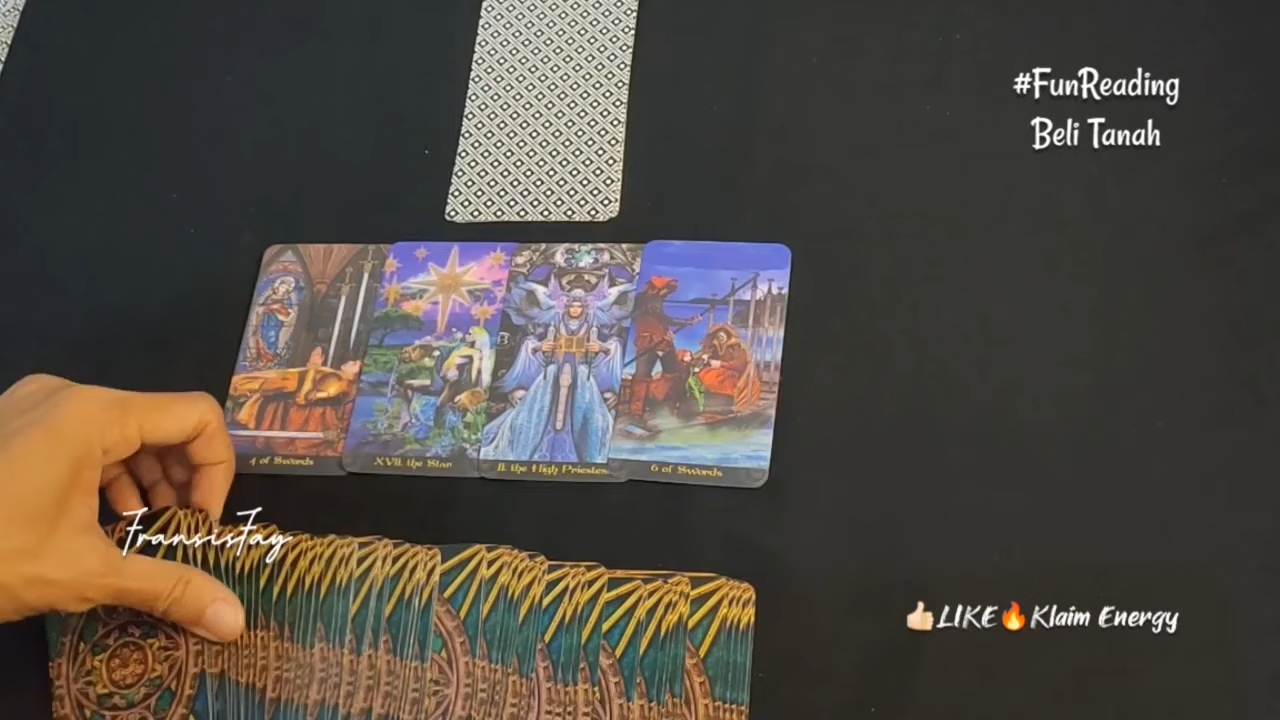 #FunReading
Beli Tanah
4 of Swords
XVII. the Star
II. the High Priestess
6 of Swords
FransisFay
👍🏻LIKE🔥Klaim Energy